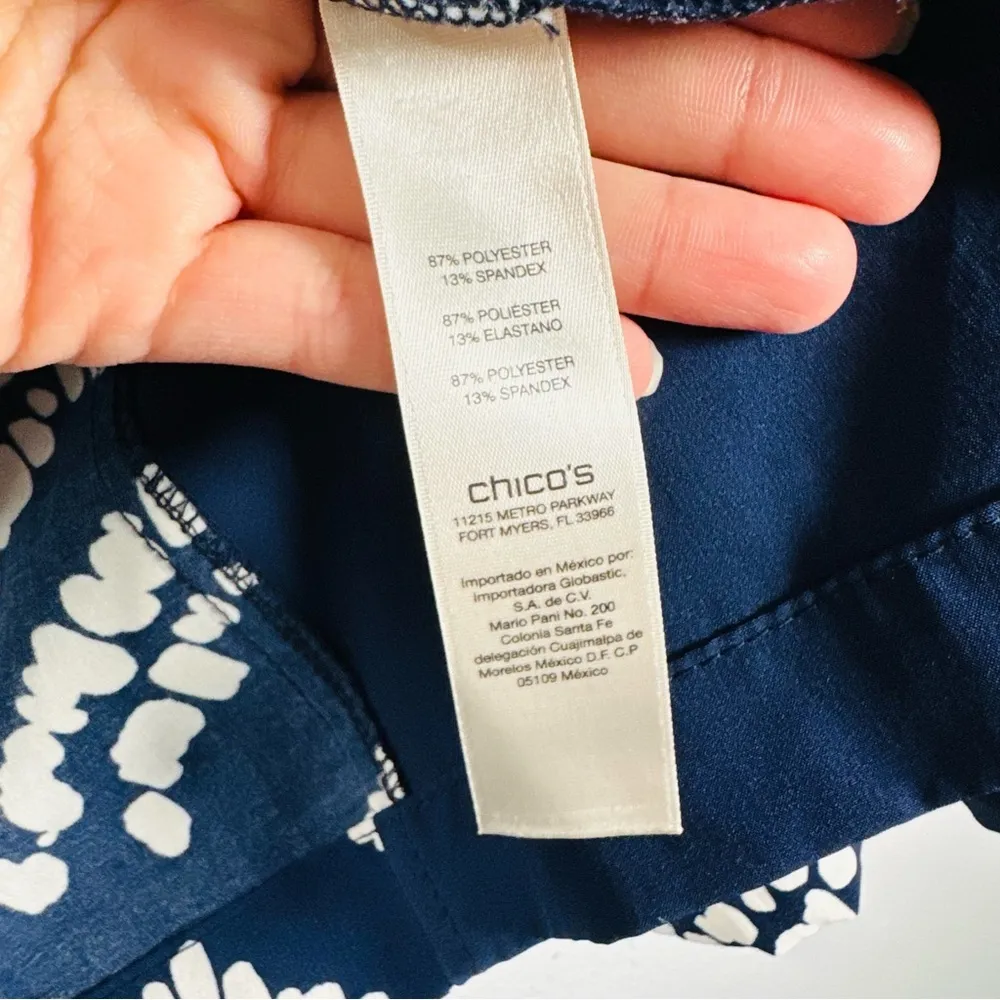 87% POLYESTER
13% SPANDEX
87% POLIÉSTER
13% ELASTANO
87% POLYESTER
13% SPANDEX
chico's
11215 METRO PARKWAY
FORT MYERS, FL 33966
Importado en México por:
Importadora Globastic,
S.A. de C.V.
Mario Pani No. 200
Colonia Santa Fe
delegación Cuajimalpa de
Morelos México D.F. C.P
05109 México